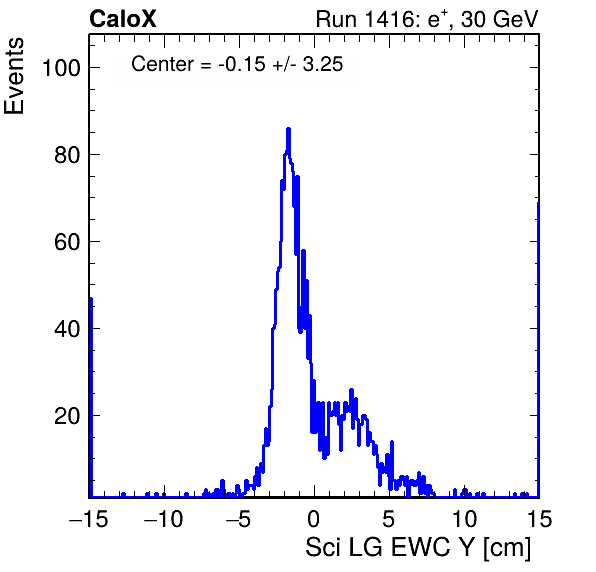 CaloX Run 1416: e⁺, 30 GeV
Center = -0.15 +/- 3.25
Events
100
80
60
40
20
−15 −10 −5 0 5 10 15
Sci LG EWC Y [cm]